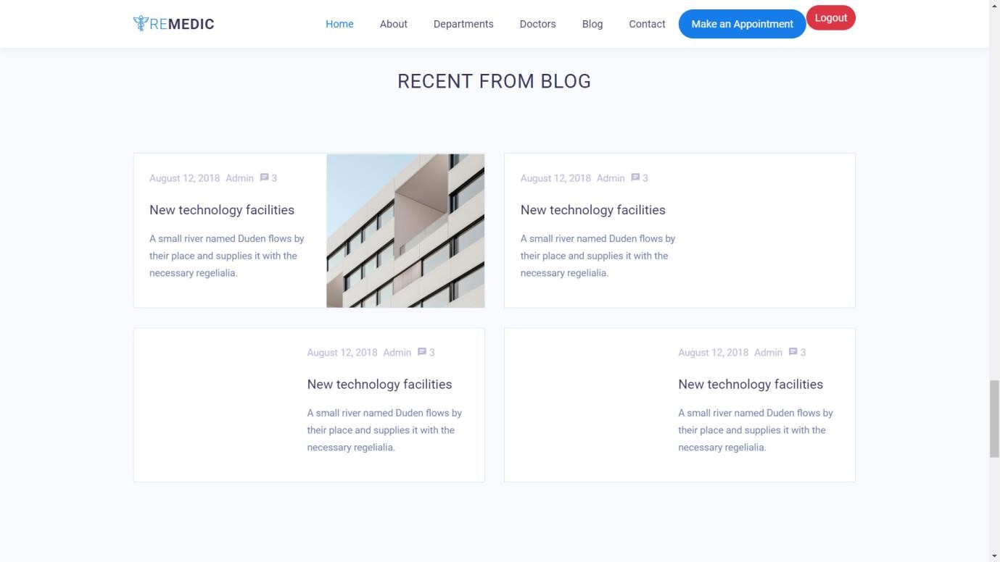 REMEDIC
Home About Departments Doctors Blog Contact Make an Appointment Logout
RECENT FROM BLOG
August 12, 2018 Admin 3
New technology facilities
A small river named Duden flows by
their place and supplies it with the
necessary regelialia.
August 12, 2018 Admin 3
New technology facilities
A small river named Duden flows by
their place and supplies it with the
necessary regelialia.
August 12, 2018 Admin 3
New technology facilities
A small river named Duden flows by
their place and supplies it with the
necessary regelialia.
August 12, 2018 Admin 3
New technology facilities
A small river named Duden flows by
their place and supplies it with the
necessary regelialia.